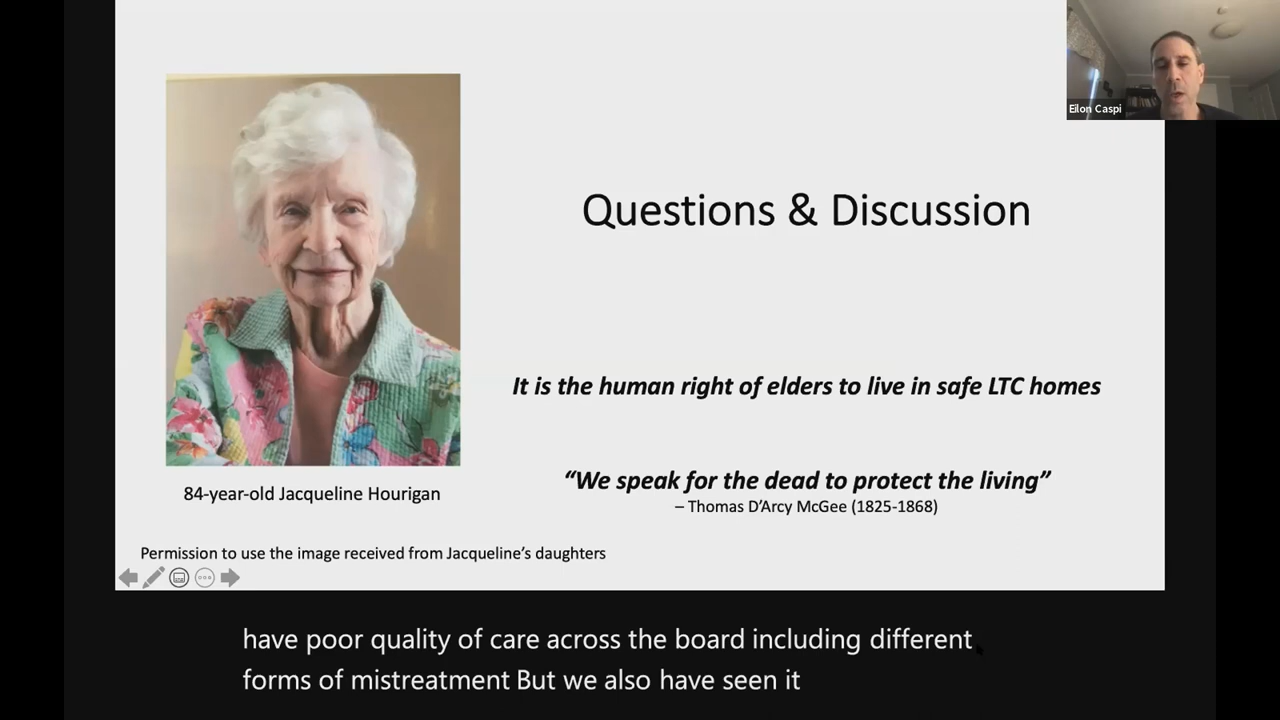 Eilon Caspi
Questions & Discussion
It is the human right of elders to live in safe LTC homes
“We speak for the dead to protect the living”
– Thomas D’Arcy McGee (1825-1868)
84-year-old Jacqueline Hourigan
Permission to use the image received from Jacqueline’s daughters
have poor quality of care across the board including different
forms of mistreatment But we also have seen it